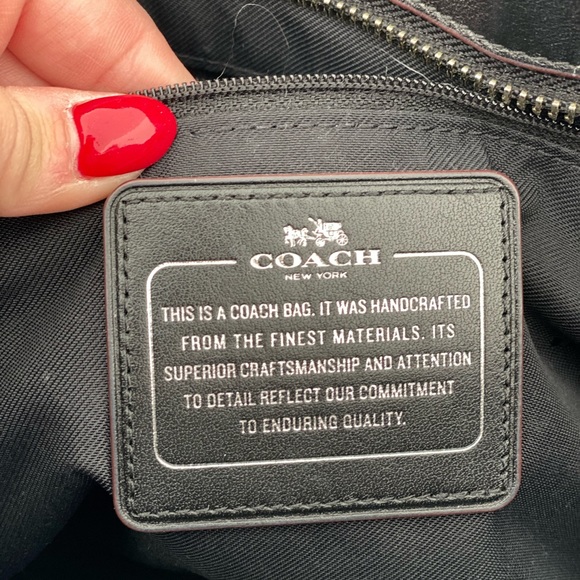 COACH
NEW YORK
THIS IS A COACH BAG. IT WAS HANDCRAFTED
FROM THE FINEST MATERIALS. ITS
SUPERIOR CRAFTSMANSHIP AND ATTENTION
TO DETAIL REFLECT OUR COMMITMENT
TO ENDURING QUALITY.